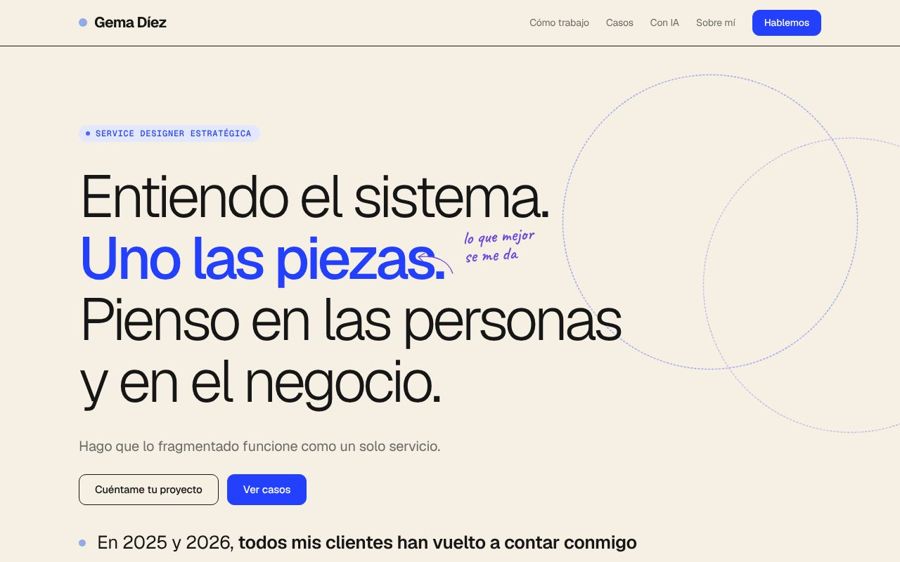 Gema Díez
Cómo trabajo Casos Con IA Sobre mí Hablemos
SERVICE DESIGNER ESTRATÉGICA
Entiendo el sistema.
Uno las piezas.
lo que mejor
se me da
Pienso en las personas
y en el negocio.
Hago que lo fragmentado funcione como un solo servicio.
Cuéntame tu proyecto Ver casos
En 2025 y 2026, todos mis clientes han vuelto a contar conmigo